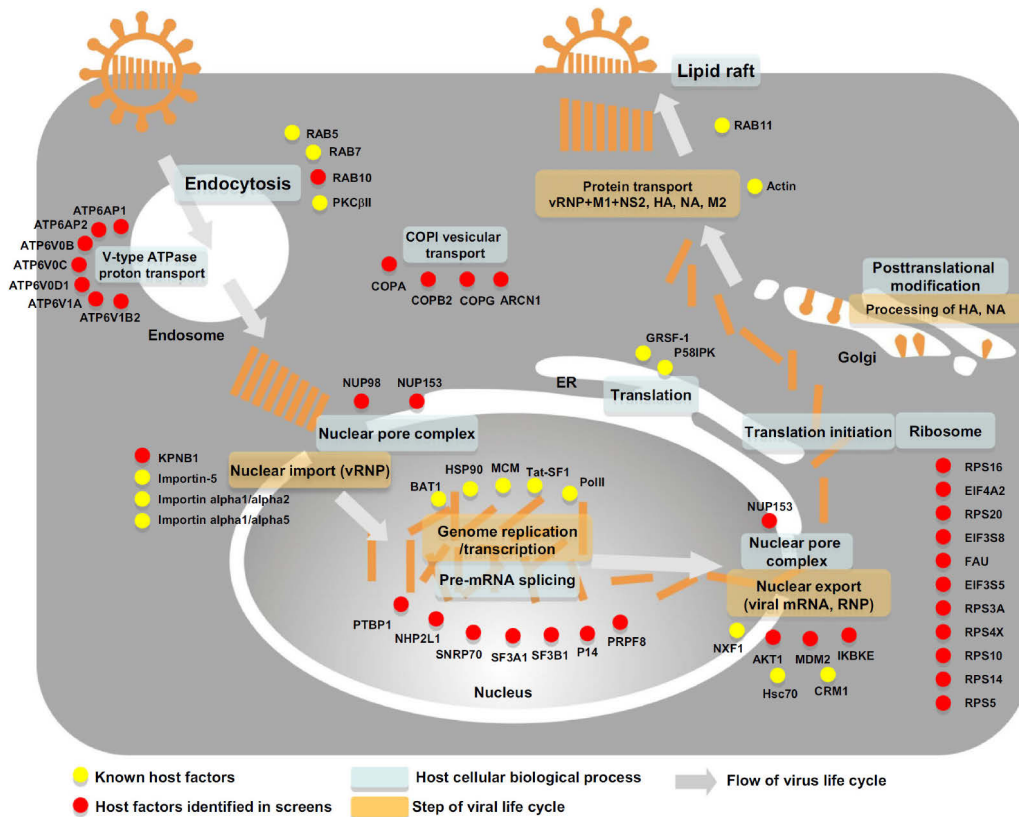 Lipid raft
RAB5
RAB7
RAB10
PKCβII
Endocytosis
RAB11
Protein transport
vRNP+M1+NS2, HA, NA, M2
Actin
ATP6AP1
ATP6AP2
ATP6V0B
ATP6V0C
ATP6V0D1
ATP6V1A
ATP6V1B2
V-type ATPase
proton transport
Endosome
COPI vesicular
transport
COPA
COPB2
COPG
ARCN1
Posttranslational
modification
Processing of HA, NA
Golgi
GRSF-1
P58IPK
ER
Translation
NUP98
NUP153
Nuclear pore complex
Nuclear import (vRNP)
KPNB1
Importin-5
Importin alpha1/alpha2
Importin alpha1/alpha5
Translation initiation
Ribosome
RPS16
EIF4A2
RPS20
EIF3S8
FAU
EIF3S5
RPS3A
RPS4X
RPS10
RPS14
RPS5
BAT1
HSP90
MCM
Tat-SF1
PolII
Genome replication
/transcription
Pre-mRNA splicing
PTBP1
NHP2L1
SNRP70
SF3A1
SF3B1
P14
PRPF8
Nucleus
NUP153
Nuclear pore
complex
Nuclear export
(viral mRNA, RNP)
NXF1
AKT1
MDM2
IKBKE
Hsc70
CRM1
Known host factors
Host factors identified in screens
Host cellular biological process
Step of viral life cycle
Flow of virus life cycle